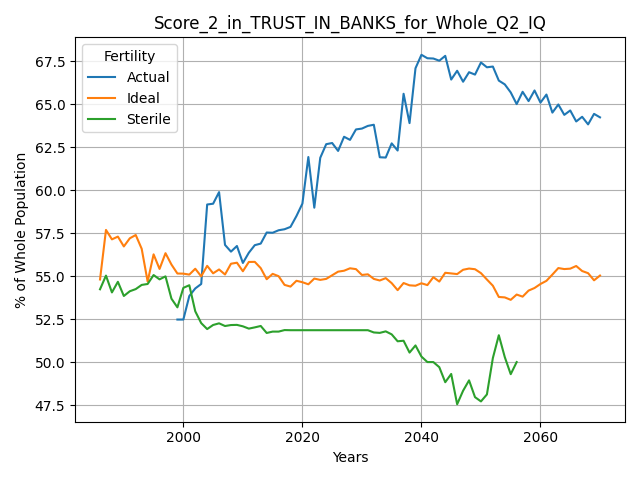 Score_2_in_TRUST_IN_BANKS_for_Whole_Q2_IQ
Fertility
Actual
Ideal
Sterile
% of Whole Population
67.5
65.0
62.5
60.0
57.5
55.0
52.5
50.0
47.5
2000 2020 2040 2060
Years